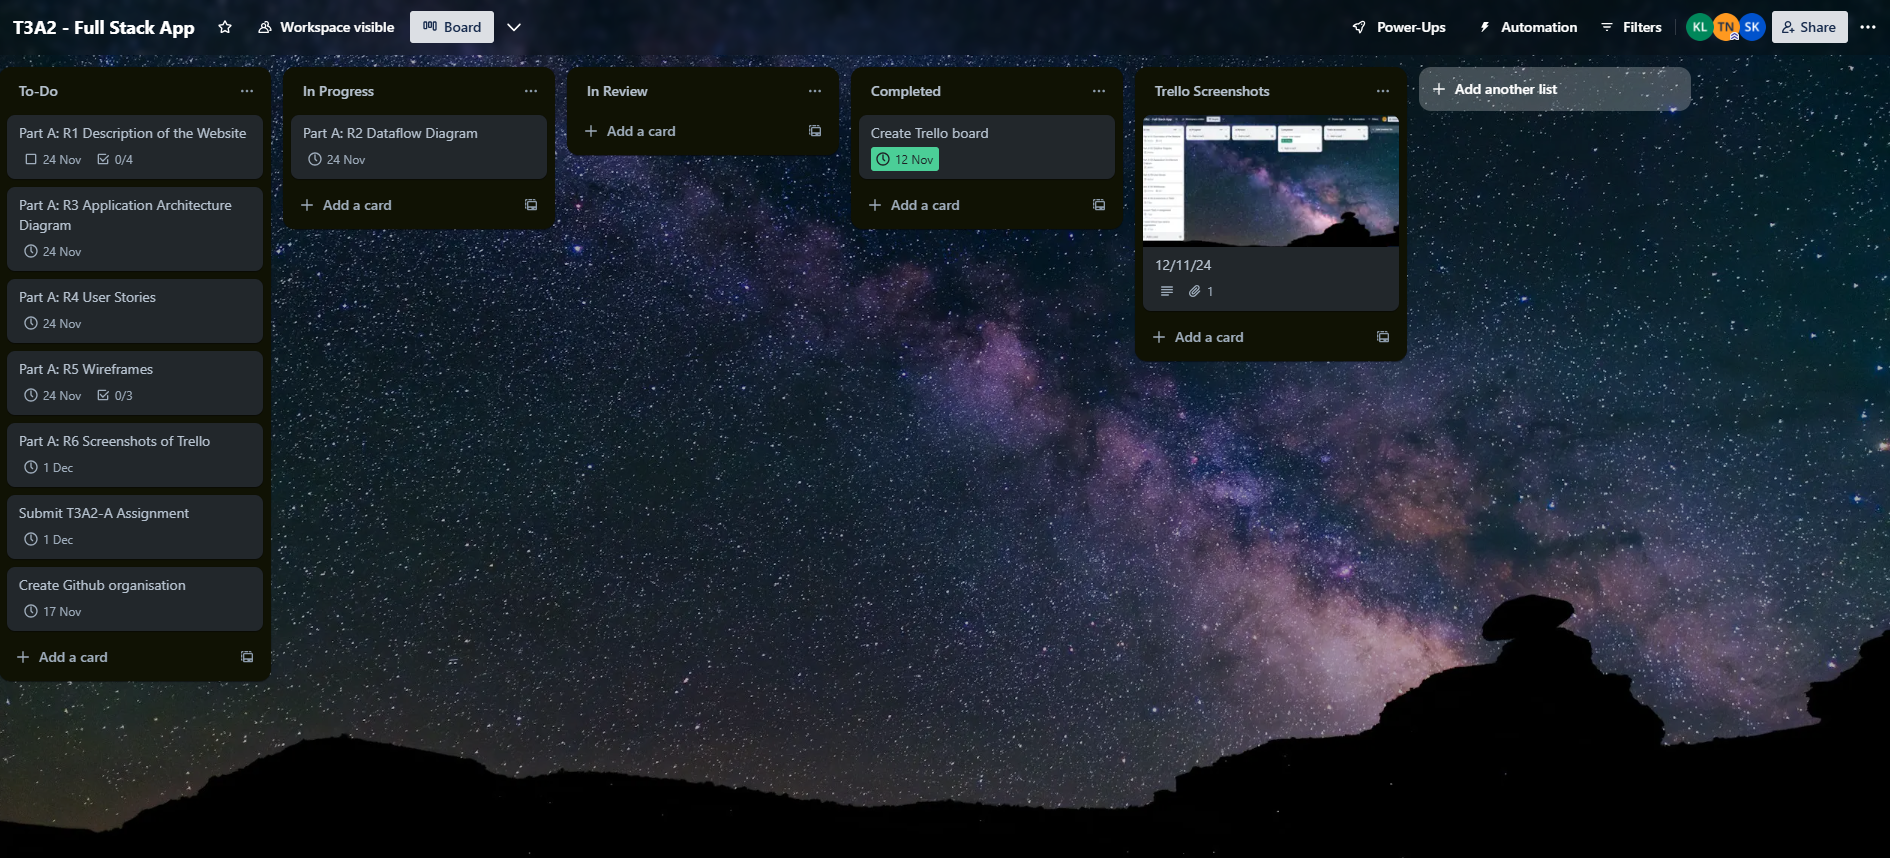 T3A2 - Full Stack App
Workspace visible
Board
Power-Ups
Automation
Filters
KL
TN
SK
Share
To-Do
Part A: R1 Description of the Website
24 Nov
0/4
Part A: R3 Application Architecture
Diagram
24 Nov
Part A: R4 User Stories
24 Nov
Part A: R5 Wireframes
24 Nov
0/3
Part A: R6 Screenshots of Trello
1 Dec
Submit T3A2-A Assignment
1 Dec
Create Github organisation
17 Nov
Add a card
In Progress
Part A: R2 Dataflow Diagram
24 Nov
Add a card
In Review
Add a card
Completed
Create Trello board
12 Nov
Add a card
Trello Screenshots
12/11/24
1
Add a card
Add another list